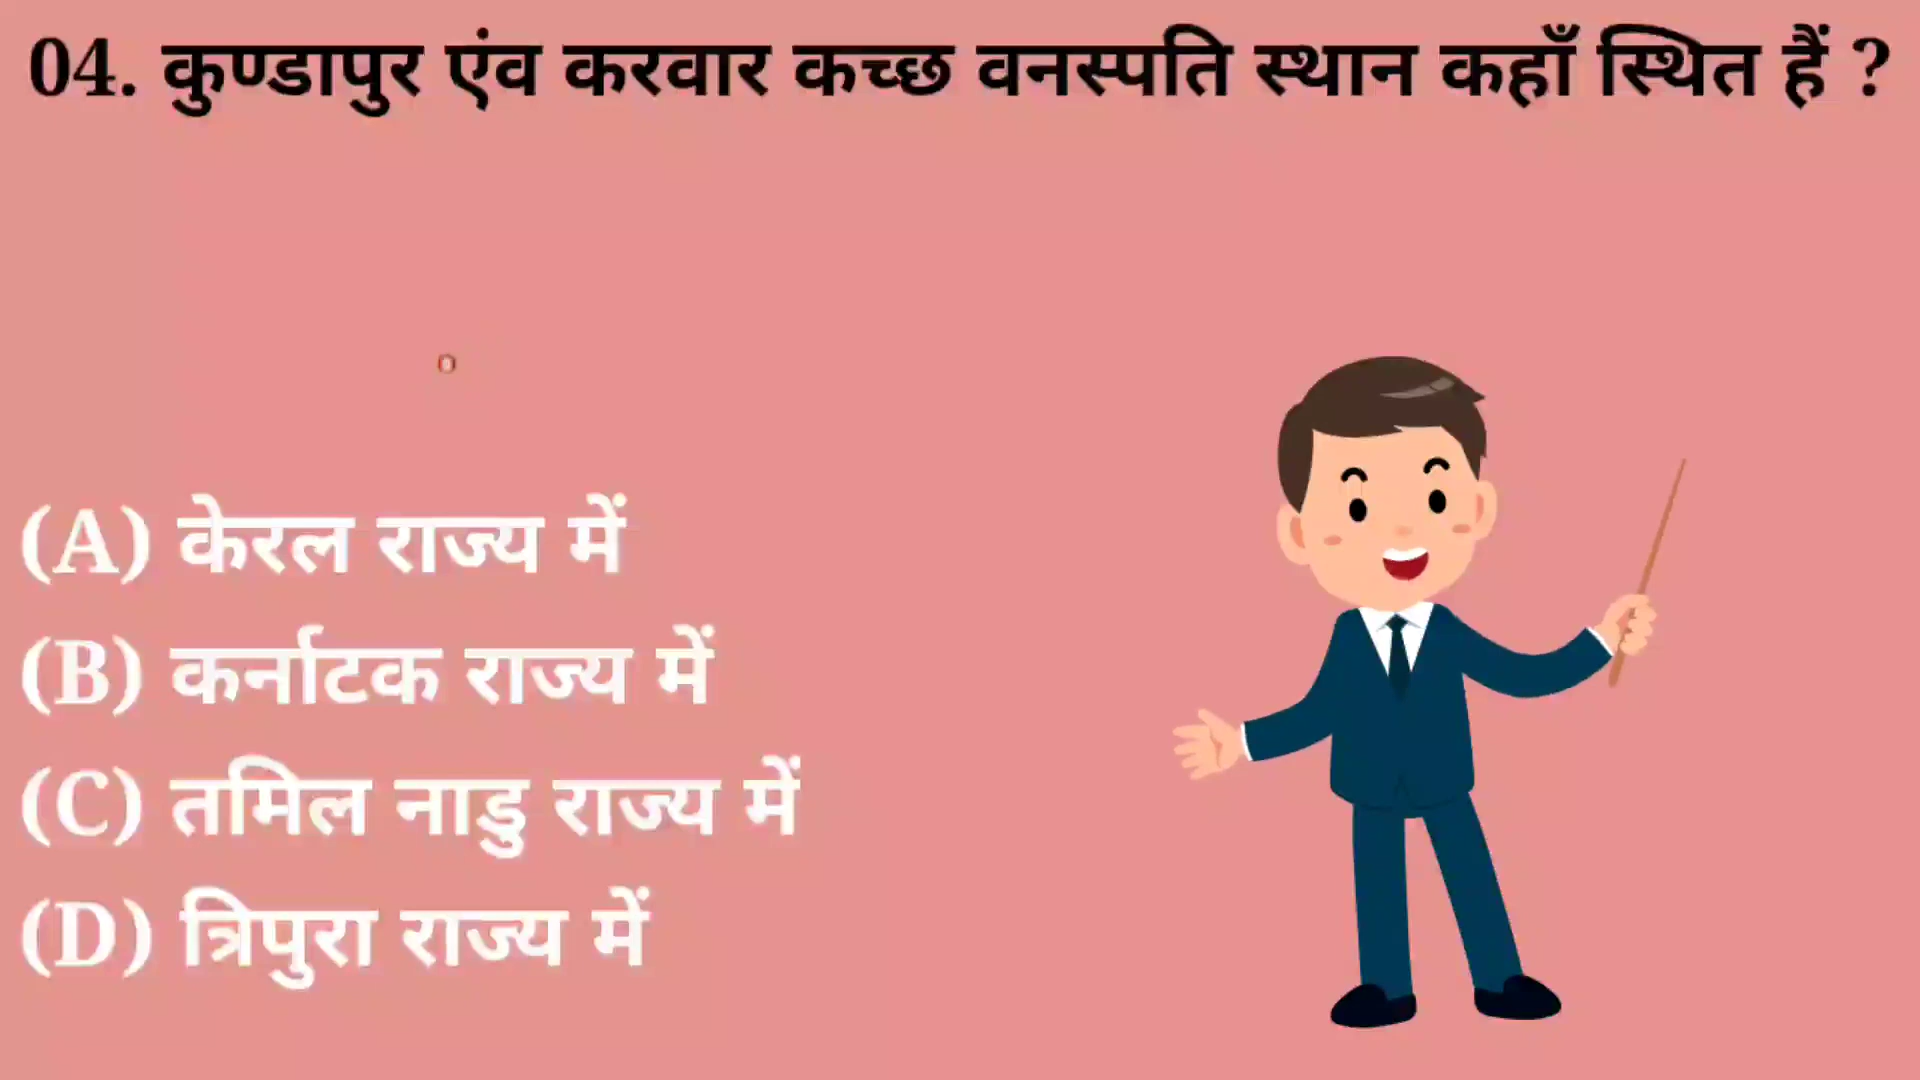 04. कुण्डापुर एंव करवार कच्छ वनस्पति स्थान कहाँ स्थित हैं ?
(A) केरल राज्य में
(B) कर्नाटक राज्य में
(C) तमिल नाडु राज्य में
(D) त्रिपुरा राज्य में